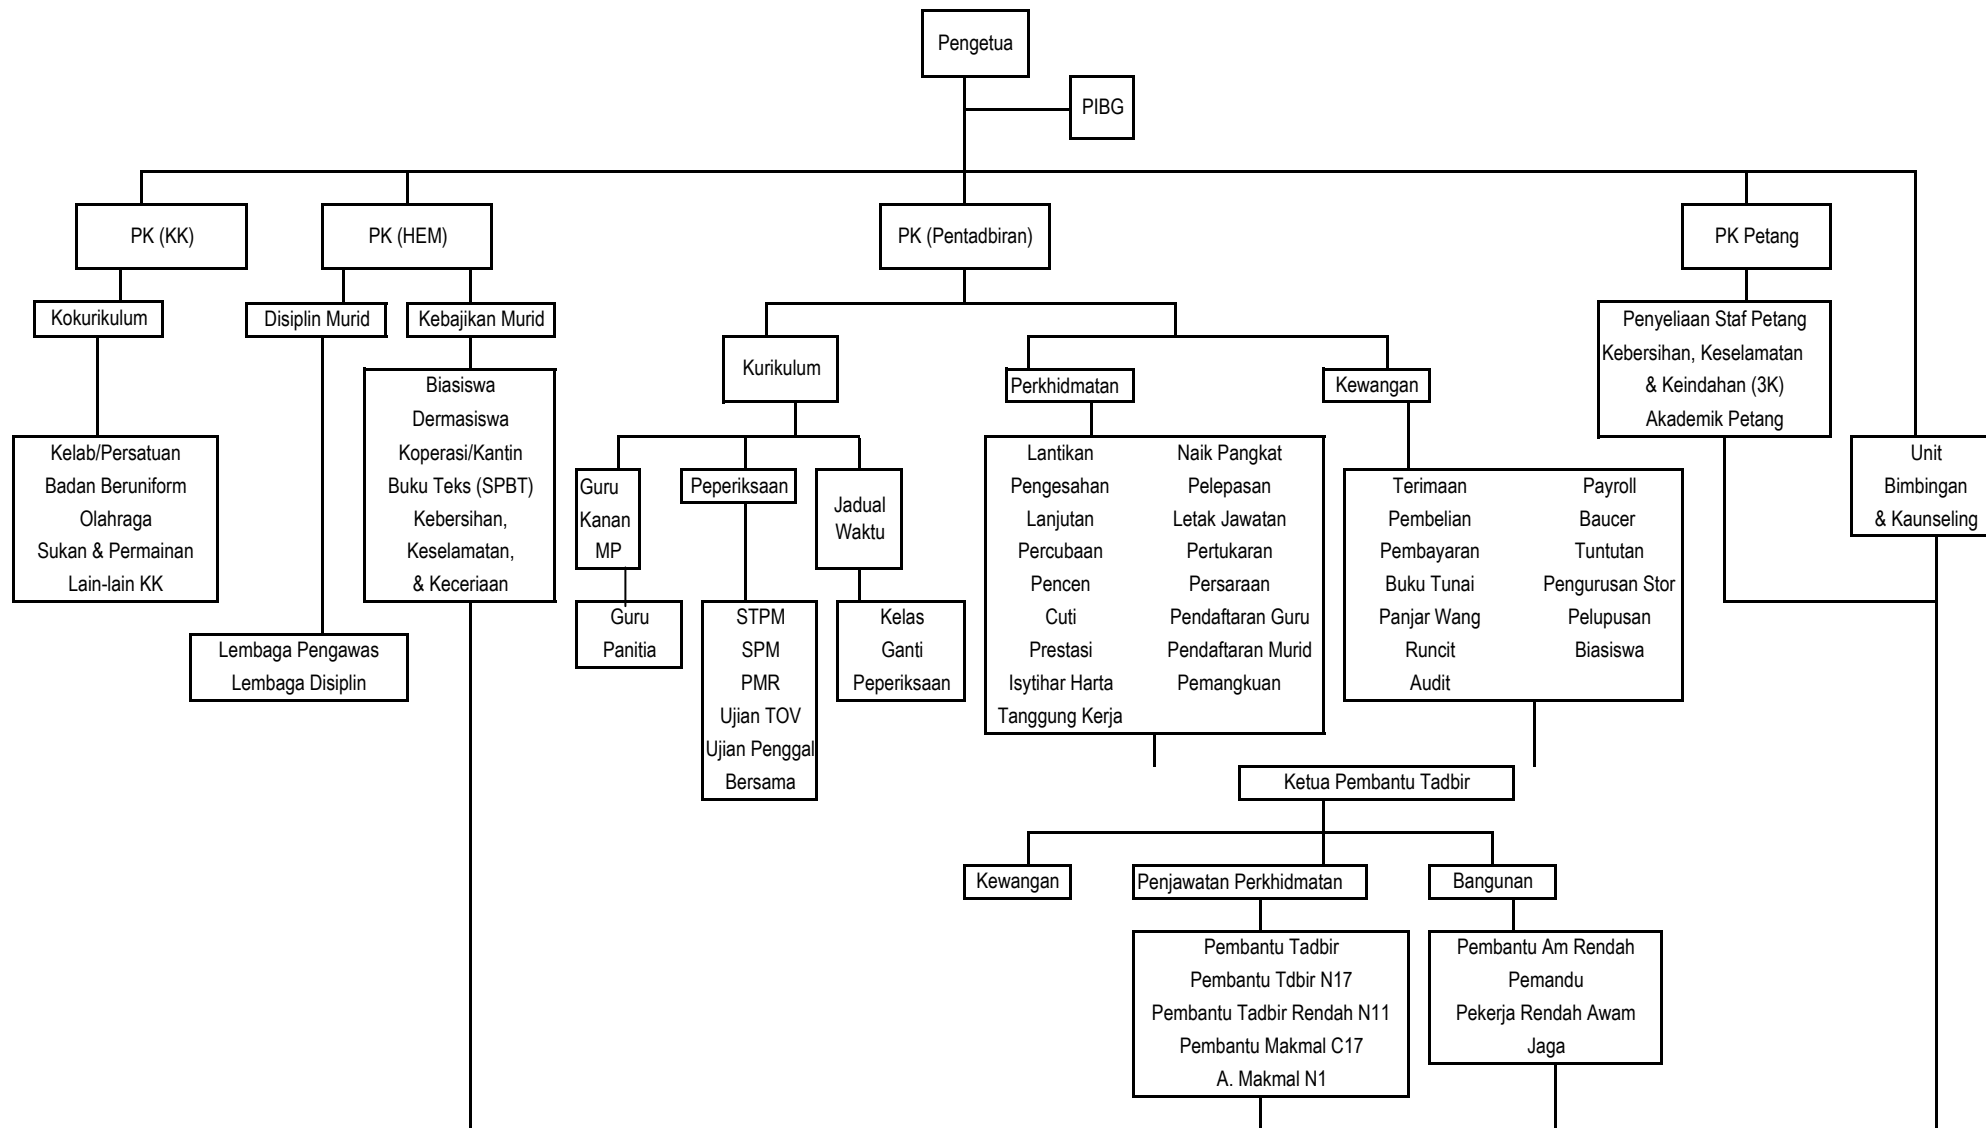 Pengetua
PIBG
PK (KK)
PK (HEM)
PK (Pentadbiran)
PK Petang
Kokurikulum
Disiplin Murid
Kebajikan Murid
Kelab/Persatuan
Badan Beruniform
Olahraga
Sukan & Permainan
Lain-lain KK
Lembaga Pengawas
Lembaga Disiplin
Biasiswa
Dermasiswa
Koperasi/Kantin
Buku Teks (SPBT)
Kebersihan,
Keselamatan,
& Keceriaan
Kurikulum
Guru
Kanan
MP
Guru
Panitia
Peperiksaan
STPM
SPM
PMR
Ujian TOV
Ujian Penggal
Bersama
Jadual
Waktu
Kelas
Ganti
Peperiksaan
Perkhidmatan
Lantikan
Pengesahan
Lanjutan
Percubaan
Pencen
Cuti
Prestasi
Isytihar Harta
Tanggung Kerja
Naik Pangkat
Pelepasan
Letak Jawatan
Pertukaran
Persaraan
Pendaftaran Guru
Pendaftaran Murid
Pemangkuan
Kewangan
Terimaan
Pembelian
Pembayaran
Buku Tunai
Panjar Wang
Runcit
Audit
Payroll
Baucer
Tuntutan
Pengurusan Stor
Pelupusan
Biasiswa
Penyeliaan Staf Petang
Kebersihan, Keselamatan
& Keindahan (3K)
Akademik Petang
Unit
Bimbingan
& Kaunseling
Ketua Pembantu Tadbir
Kewangan
Penjawatan Perkhidmatan
Bangunan
Pembantu Tadbir
Pembantu Tdbir N17
Pembantu Tadbir Rendah N11
Pembantu Makmal C17
A. Makmal N1
Pembantu Am Rendah
Pemandu
Pekerja Rendah Awam
Jaga